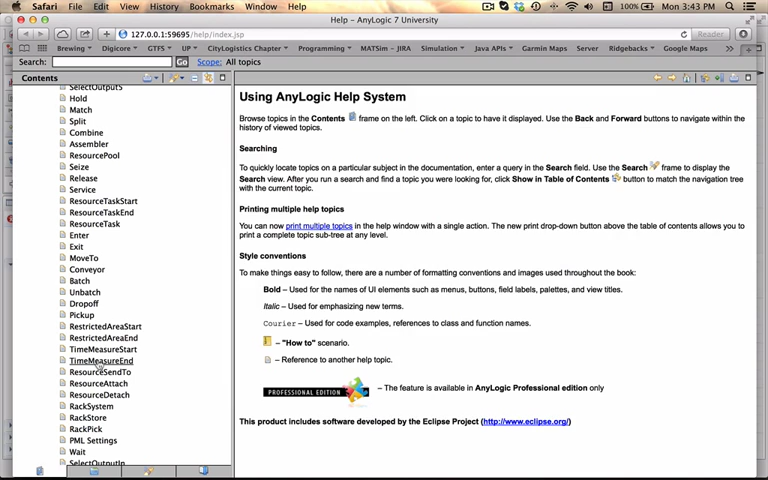 Safari File Edit View History Bookmarks Window Help 100% Mon 3:43 PM
Help – AnyLogic 7 University
127.0.0.1:59695/help/index.jsp Reader
Brewing Digicore GTFS UP CityLogistics Chapter Programming MATSim – JIRA Simulation Java APIs Garmin Maps Server Ridgebacks Google Maps
Search: Scope: All topics
Contents
SelectOutput5
Hold
Match
Split
Combine
Assembler
ResourcePool
Seize
Release
Service
ResourceTaskStart
ResourceTaskEnd
ResourceTask
Enter
Exit
MoveTo
Conveyor
Batch
Unbatch
Dropoff
Pickup
RestrictedAreaStart
RestrictedAreaEnd
TimeMeasureStart
TimeMeasureEnd
ResourceSendTo
ResourceAttach
ResourceDetach
RackSystem
RackStore
RackPick
PML Settings
Wait
SelectOutputIn
Using AnyLogic Help System
Browse topics in the Contents frame on the left. Click on a topic to have it displayed. Use the Back and Forward buttons to navigate within the
history of viewed topics.
Searching
To quickly locate topics on a particular subject in the documentation, enter a query in the Search field. Use the Search frame to display the
Search view. After you run a search and find a topic you were looking for, click Show in Table of Contents button to match the navigation tree
with the current topic.
Printing multiple help topics
You can now print multiple topics in the help window with a single action. The new print drop-down button above the table of contents allows you to
print a complete topic sub-tree at any level.
Style conventions
To make things easy to follow, there are a number of formatting conventions and images used throughout the book:
Bold – Used for the names of UI elements such as menus, buttons, field labels, palettes, and view titles.
Italic – Used for emphasizing new terms.
Courier – Used for code examples, references to class and function names.
– "How to" scenario.
– Reference to another help topic.
PROFESSIONAL EDITION – The feature is available in AnyLogic Professional edition only
This product includes software developed by the Eclipse Project (http://www.eclipse.org/)